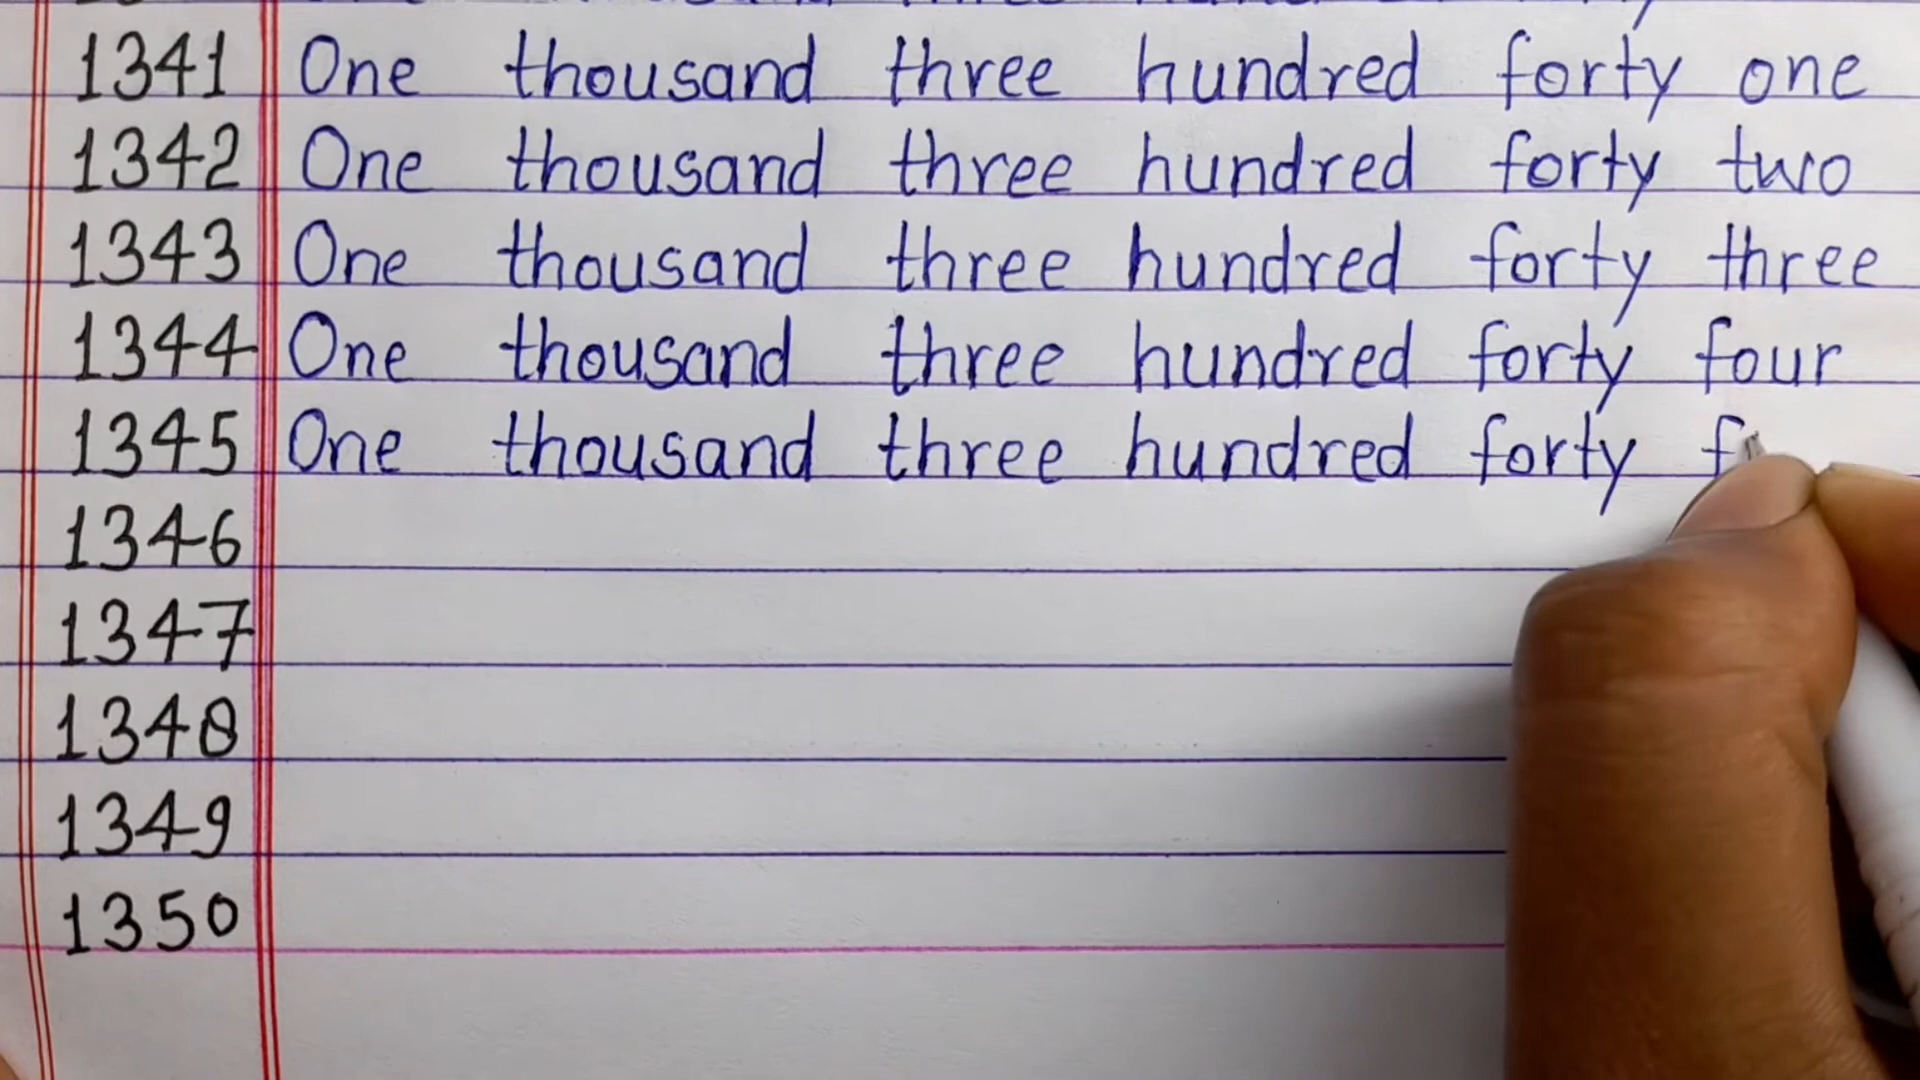 1341 One thousand three hundred forty one
1342 One thousand three hundred forty two
1343 One thousand three hundred forty three
1344 One thousand three hundred forty four
1345 One thousand three hundred forty
1346
1347
1348
1349
1350